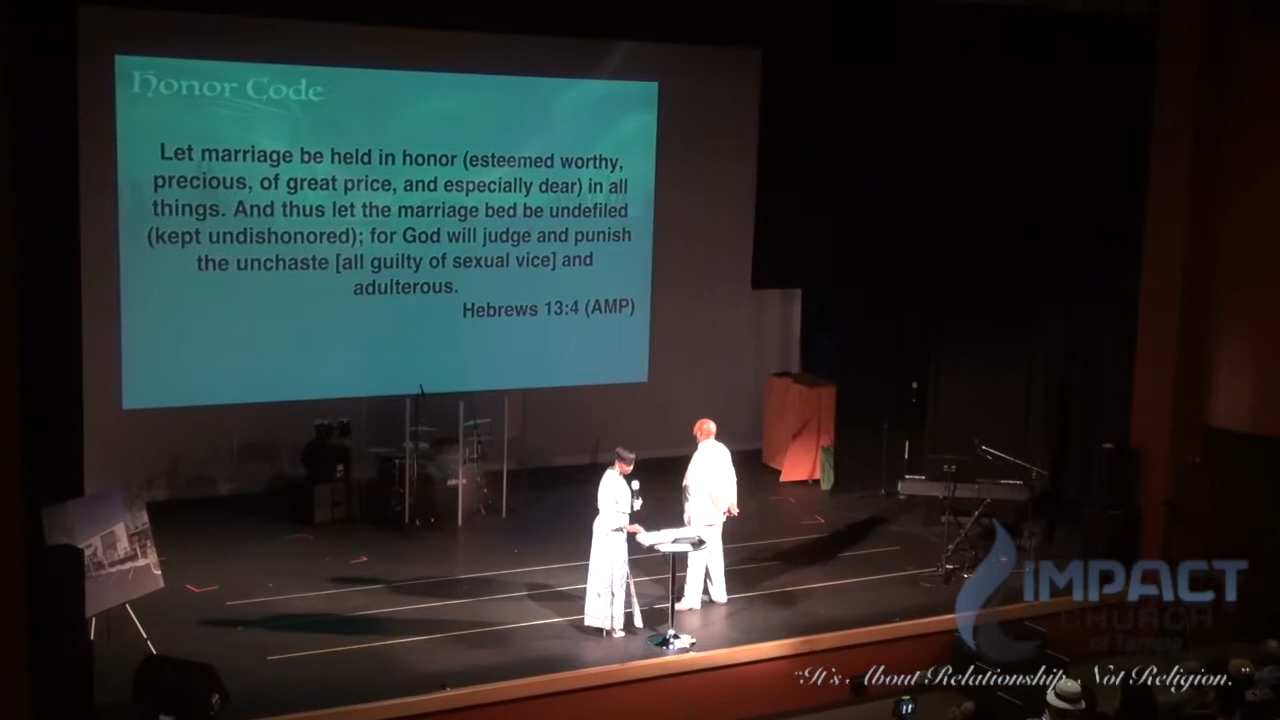 Honor Code
Let marriage be held in honor (esteemed worthy,
precious, of great price, and especially dear) in all
things. And thus let the marriage bed be undefiled
(kept undishonored); for God will judge and punish
the unchaste [all guilty of sexual vice] and
adulterous.
Hebrews 13:4 (AMP)
IMPACT
CHURCH
of Tampa
"It's About Relationship, Not Religion."